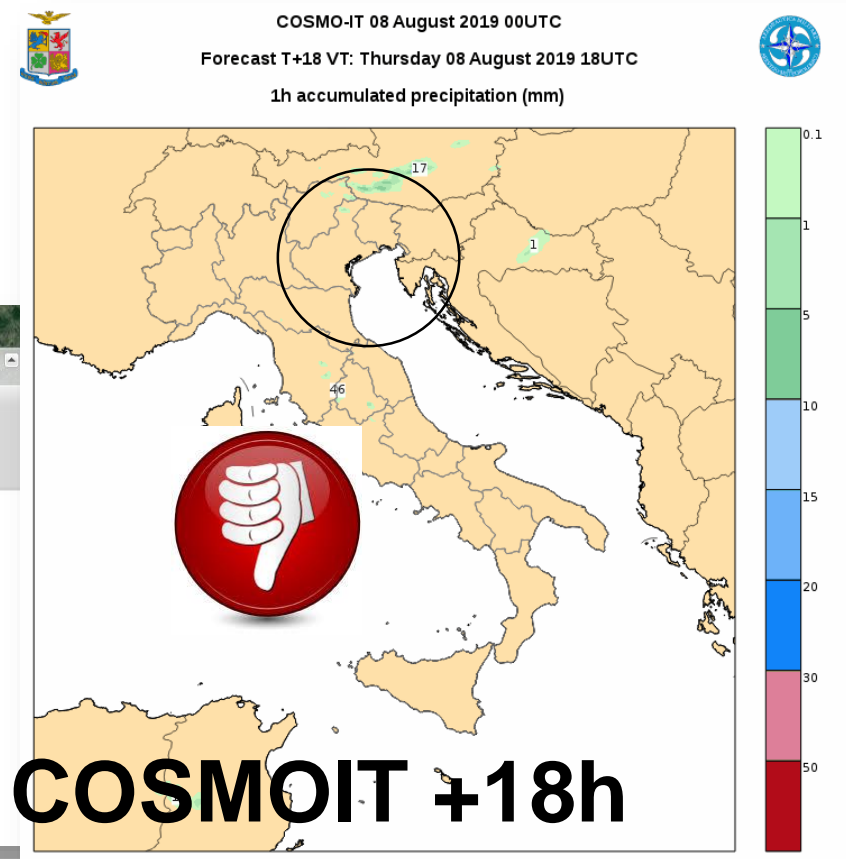 COSMO-IT 08 August 2019 00UTC
Forecast T+18 VT: Thursday 08 August 2019 18UTC
1h accumulated precipitation (mm)
17
1
46
0.1
1
5
10
15
20
30
50
COSMOIT +18h